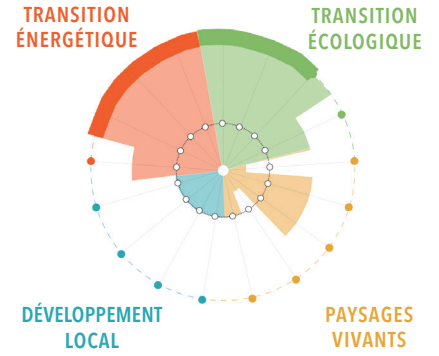 TRANSITION
ÉNERGÉTIQUE
TRANSITION
ÉCOLOGIQUE
DÉVELOPPEMENT
LOCAL
PAYSAGES
VIVANTS